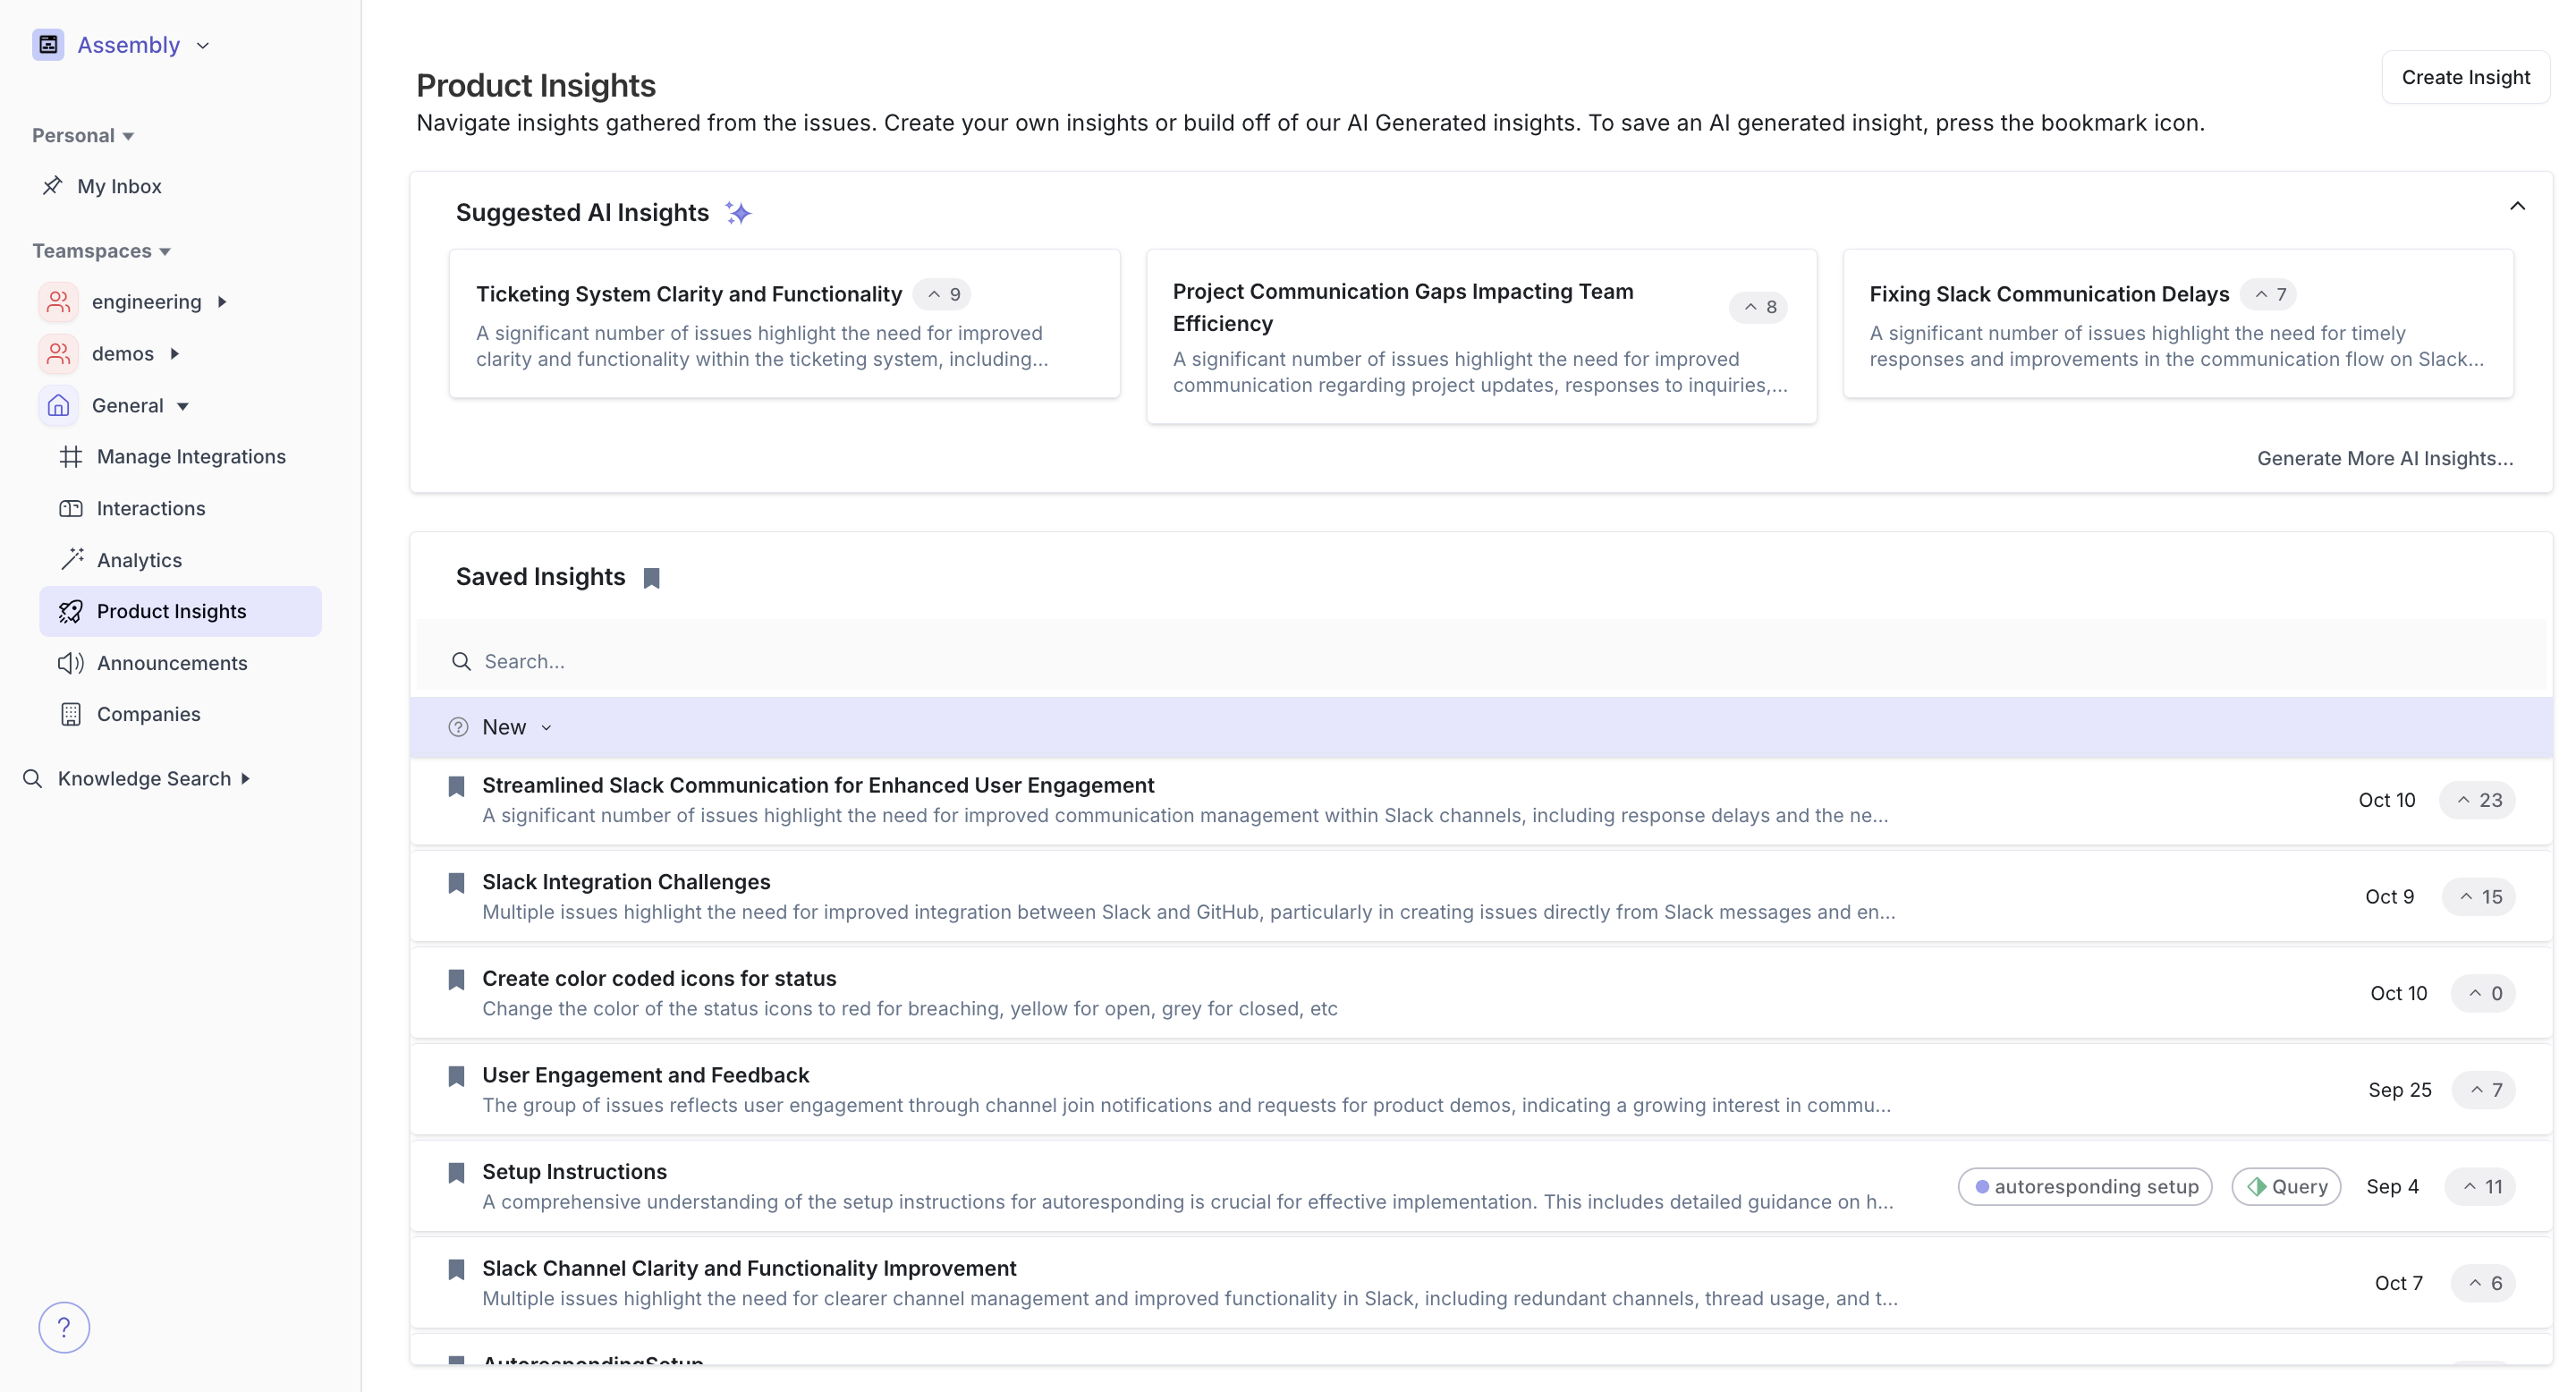 Assembly
Personal
My Inbox
Teamspaces
engineering
demos
General
Manage Integrations
Interactions
Analytics
Product Insights
Announcements
Companies
Knowledge Search
?
Product Insights
Create Insight
Navigate insights gathered from the issues. Create your own insights or build off of our AI Generated insights. To save an AI generated insight, press the bookmark icon.
Suggested AI Insights
Ticketing System Clarity and Functionality 9
A significant number of issues highlight the need for improved
clarity and functionality within the ticketing system, including...
Project Communication Gaps Impacting Team
Efficiency
8
A significant number of issues highlight the need for improved
communication regarding project updates, responses to inquiries,...
Fixing Slack Communication Delays 7
A significant number of issues highlight the need for timely
responses and improvements in the communication flow on Slack...
Generate More AI Insights...
Saved Insights
Search...
? New
Streamlined Slack Communication for Enhanced User Engagement
A significant number of issues highlight the need for improved communication management within Slack channels, including response delays and the ne...
Oct 10 23
Slack Integration Challenges
Multiple issues highlight the need for improved integration between Slack and GitHub, particularly in creating issues directly from Slack messages and en...
Oct 9 15
Create color coded icons for status
Change the color of the status icons to red for breaching, yellow for open, grey for closed, etc
Oct 10 0
User Engagement and Feedback
The group of issues reflects user engagement through channel join notifications and requests for product demos, indicating a growing interest in commu...
Sep 25 7
Setup Instructions
A comprehensive understanding of the setup instructions for autoresponding is crucial for effective implementation. This includes detailed guidance on h...
autoresponding setup Query Sep 4 11
Slack Channel Clarity and Functionality Improvement
Multiple issues highlight the need for clearer channel management and improved functionality in Slack, including redundant channels, thread usage, and t...
Oct 7 6
AutorespondingSetup